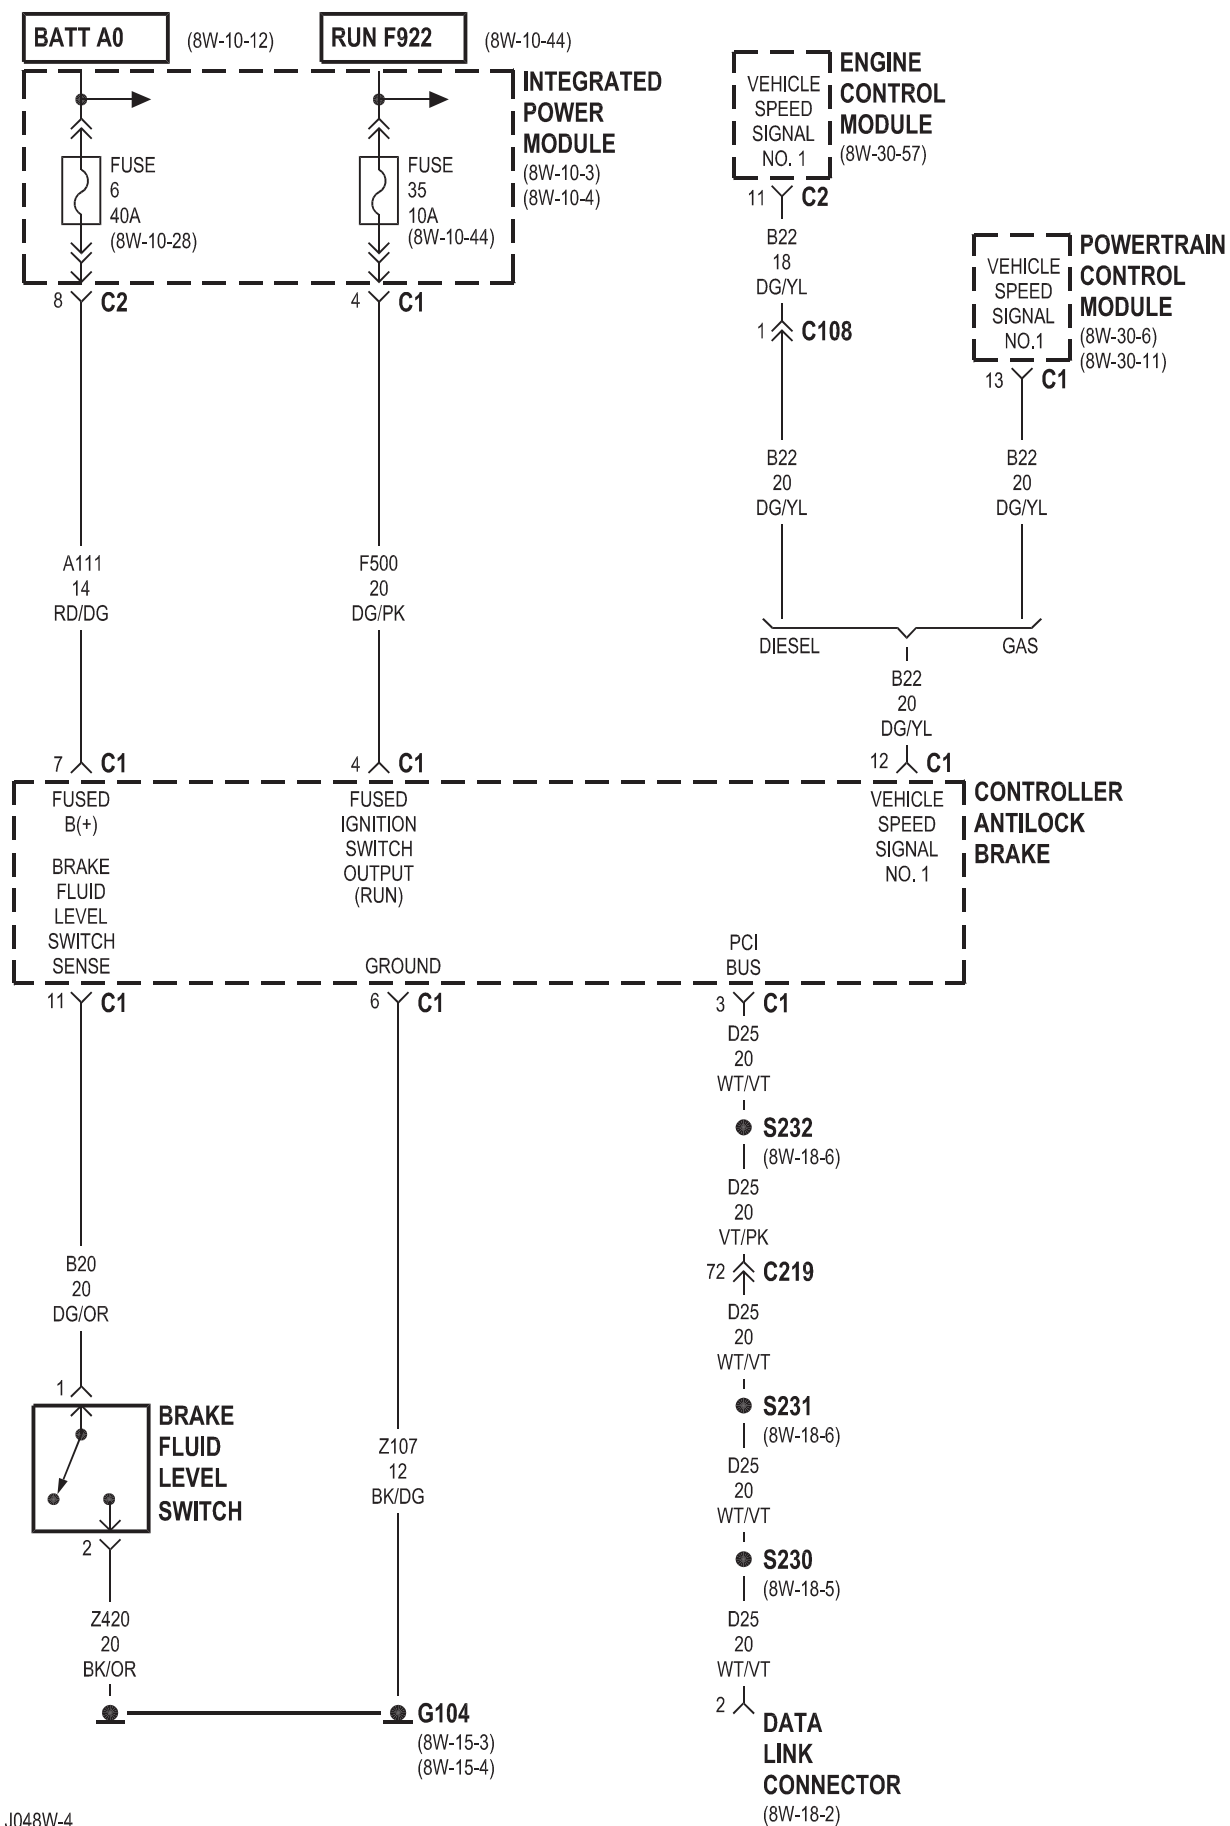 BATT A0
(8W-10-12)
RUN F922
(8W-10-44)
INTEGRATED
POWER
MODULE
(8W-10-3)
(8W-10-4)
FUSE
6
40A
(8W-10-28)
FUSE
35
10A
(8W-10-44)
8
C2
4
C1
VEHICLE
SPEED
SIGNAL
NO. 1
ENGINE
CONTROL
MODULE
(8W-30-57)
11
C2
B22
18
DG/YL
1
C108
VEHICLE
SPEED
SIGNAL
NO.1
POWERTRAIN
CONTROL
MODULE
(8W-30-6)
(8W-30-11)
13
C1
B22
20
DG/YL
B22
20
DG/YL
A111
14
RD/DG
F500
20
DG/PK
DIESEL
GAS
B22
20
DG/YL
7
C1
4
C1
12
C1
FUSED
B(+)
FUSED
IGNITION
SWITCH
OUTPUT
(RUN)
VEHICLE
SPEED
SIGNAL
NO. 1
CONTROLLER
ANTILOCK
BRAKE
BRAKE
FLUID
LEVEL
SWITCH
SENSE
GROUND
PCI
BUS
11
C1
6
C1
3
C1
D25
20
WT/VT
S232
(8W-18-6)
D25
20
VT/PK
72
C219
D25
20
WT/VT
S231
(8W-18-6)
D25
20
WT/VT
S230
(8W-18-5)
D25
20
WT/VT
2
DATA
LINK
CONNECTOR
(8W-18-2)
B20
20
DG/OR
1
BRAKE
FLUID
LEVEL
SWITCH
2
Z107
12
BK/DG
Z420
20
BK/OR
G104
(8W-15-3)
(8W-15-4)
J048W-4